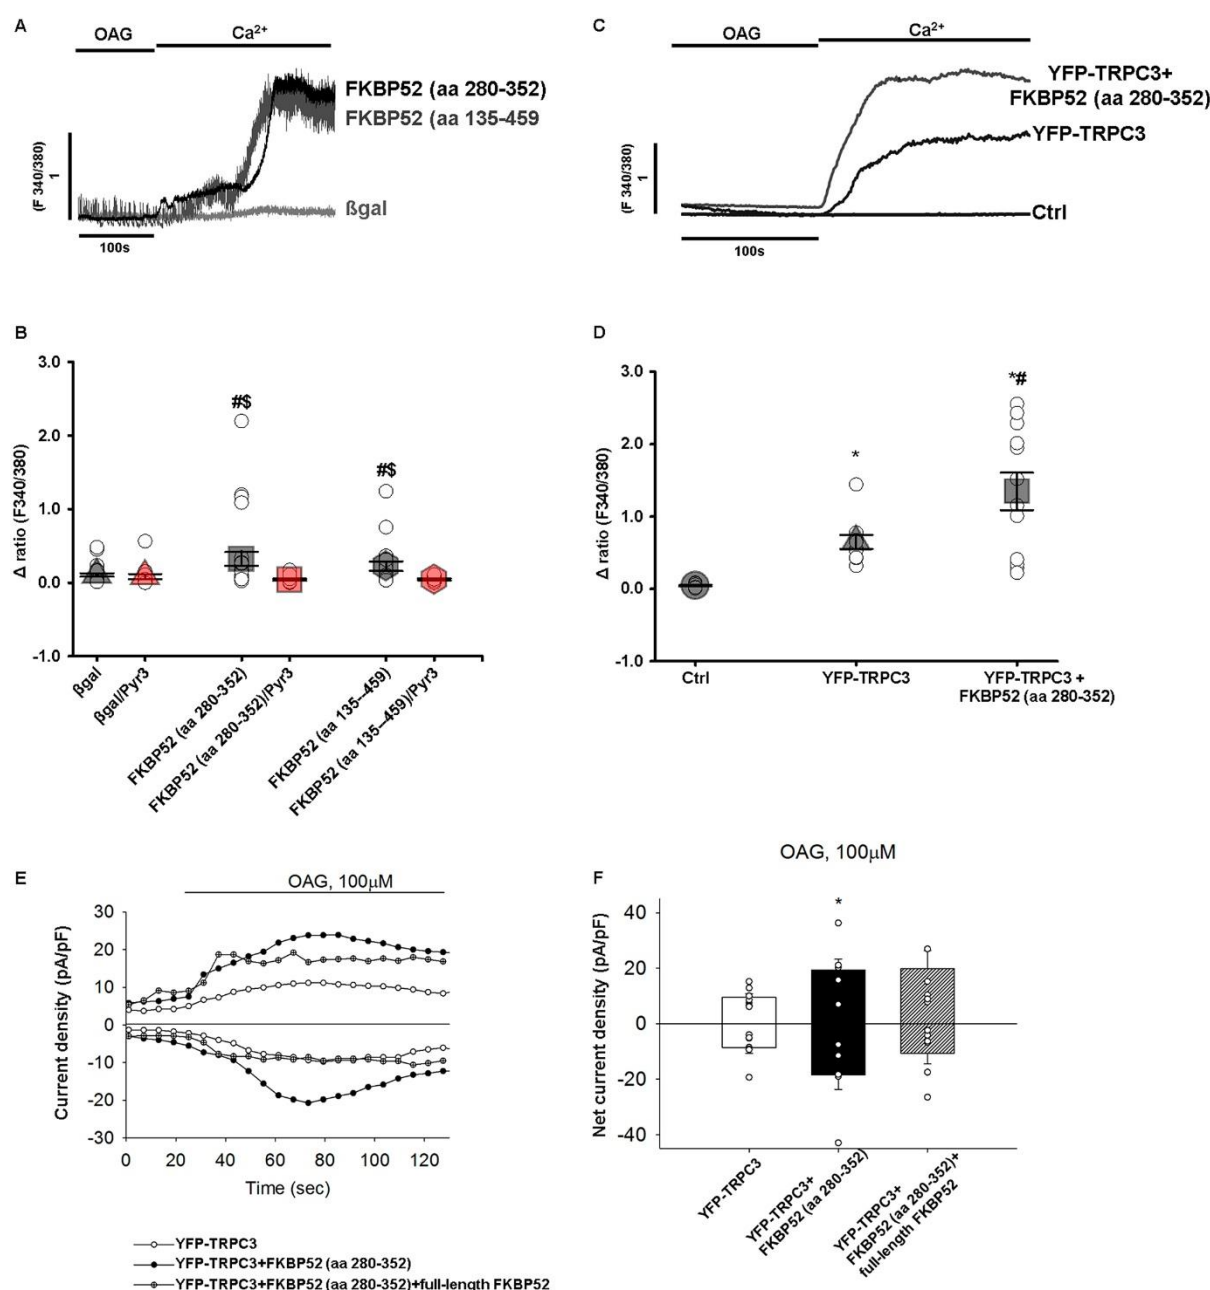 A
OAG
Ca²⁺
FKBP52 (aa 280-352)
FKBP52 (aa 135-459
(F 340/380)
1
ßgal
100s
C
OAG
Ca²⁺
YFP-TRPC3+
FKBP52 (aa 280-352)
YFP-TRPC3
(F 340/380)
1
Ctrl
100s
B
3.0
2.0
1.0
0.0
-1.0
Δ ratio (F340/380)
#$
#$
βgal
βgal/Pyr3
FKBP52 (aa 280-352)
FKBP52 (aa 280-352)/Pyr3
FKBP52 (aa 135--459)
FKBP52 (aa 135--459)/Pyr3
D
3.0
2.0
1.0
0.0
-1.0
Δ ratio (F340/380)
*
*#
Ctrl
YFP-TRPC3
YFP-TRPC3 +
FKBP52 (aa 280-352)
E
OAG, 100µM
30
20
10
0
-10
-20
-30
Current density (pA/pF)
0 20 40 60 80 100 120
Time (sec)
YFP-TRPC3
YFP-TRPC3+FKBP52 (aa 280-352)
YFP-TRPC3+FKBP52 (aa 280-352)+full-length FKBP52
OAG, 100µM
F
40
20
0
-20
-40
Net current density (pA/pF)
*
YFP-TRPC3
YFP-TRPC3+
FKBP52 (aa 280-352)
YFP-TRPC3+
FKBP52 (aa 280-352)+
full-length FKBP52